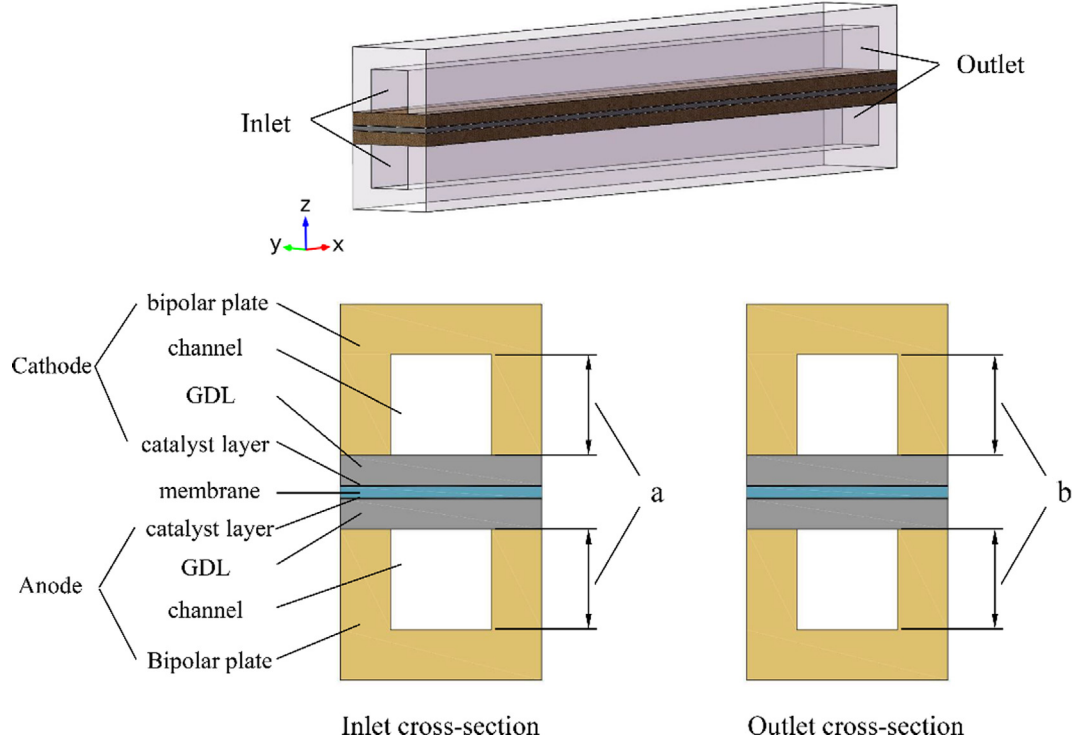 Inlet
Outlet
z
y
x
Cathode
bipolar plate
channel
GDL
catalyst layer
membrane
catalyst layer
Anode
GDL
channel
Bipolar plate
a
b
Inlet cross-section
Outlet cross-section